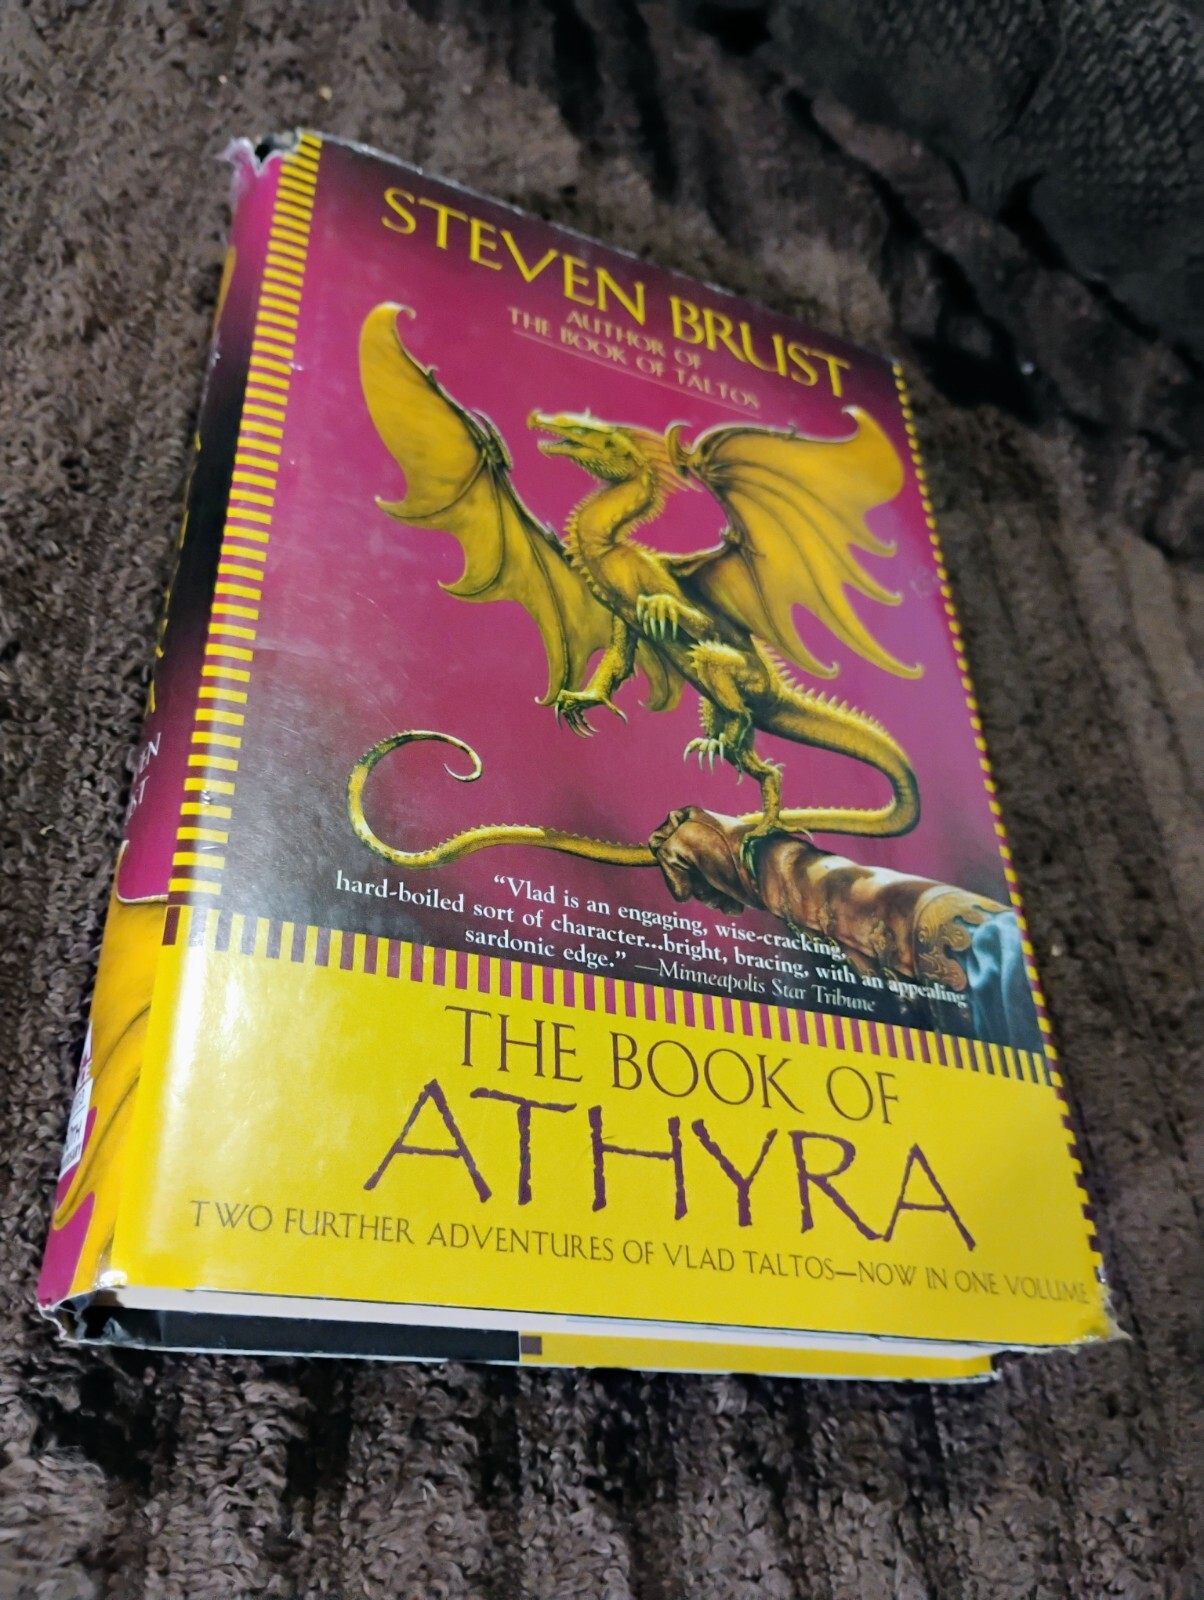 STEVEN BRUST
AUTHOR OF
THE BOOK OF TALTOS
"Vlad is an engaging, wise-cracking,
hard-boiled sort of character...bright, bracing, with an appealing
sardonic edge." —Minneapolis Star Tribune
THE BOOK OF
ATHYRA
TWO FURTHER ADVENTURES OF VLAD TALTOS—NOW IN ONE VOLUME